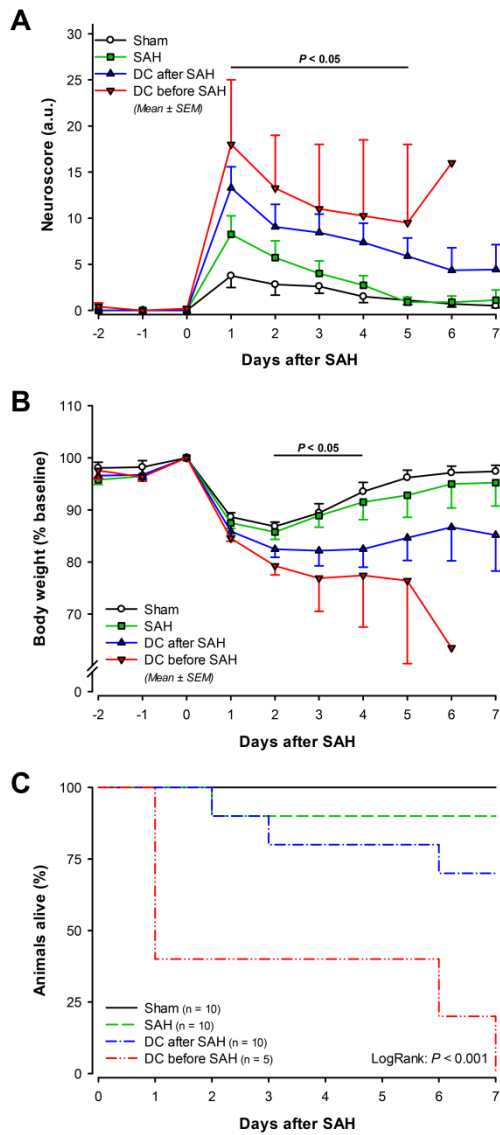 A
Neuroscore (a.u.)
30
25
20
15
10
5
0
Sham
SAH
DC after SAH
DC before SAH
(Mean ± SEM)
P < 0.05
-2 -1 0 1 2 3 4 5 6 7
Days after SAH
B
Body weight (% baseline)
110
100
90
80
70
0
P < 0.05
Sham
SAH
DC after SAH
DC before SAH
(Mean ± SEM)
-2 -1 0 1 2 3 4 5 6 7
Days after SAH
C
Animals alive (%)
100
75
50
25
0
Sham (n = 10)
SAH (n = 10)
DC after SAH (n = 10)
DC before SAH (n = 5)
LogRank: P < 0.001
0 1 2 3 4 5 6 7
Days after SAH